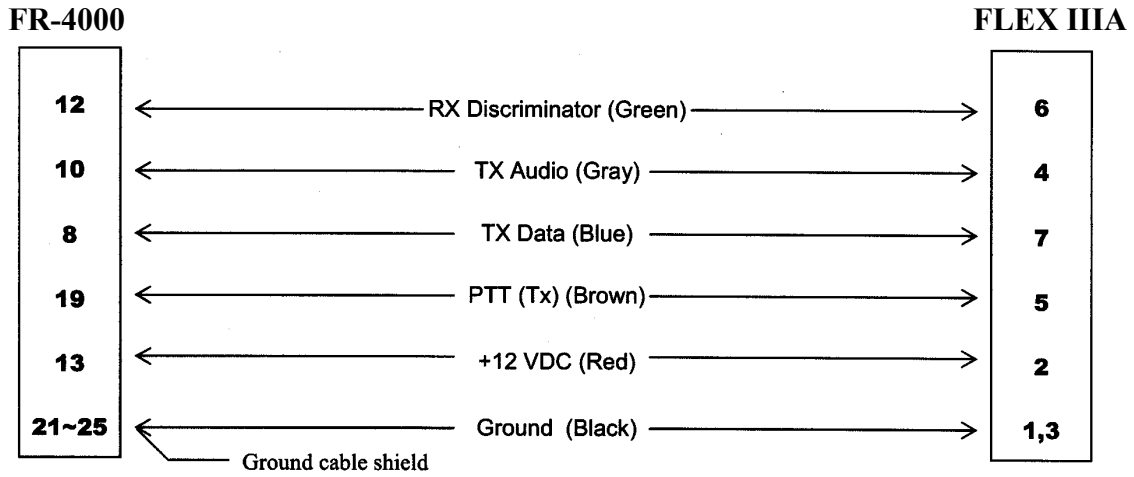 FR-4000 FLEX IIIA
12 RX Discriminator (Green) 6
10 TX Audio (Gray) 4
8 TX Data (Blue) 7
19 PTT (Tx) (Brown) 5
13 +12 VDC (Red) 2
21~25 Ground (Black) 1,3
Ground cable shield